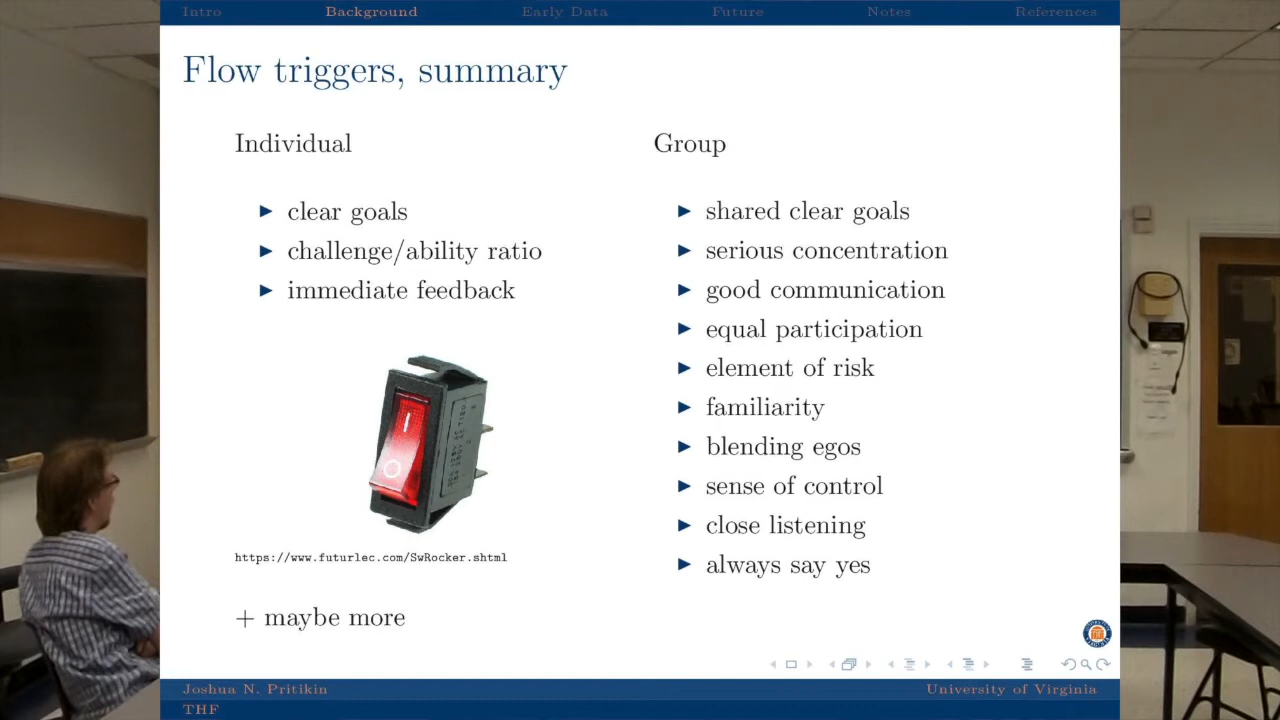 Intro Background Early Data Future Notes References
Flow triggers, summary
Individual
clear goals
challenge/ability ratio
immediate feedback
https://www.futurlec.com/SwRocker.shtml
+ maybe more
Group
shared clear goals
serious concentration
good communication
equal participation
element of risk
familiarity
blending egos
sense of control
close listening
always say yes
Joshua N. Pritikin University of Virginia
THF